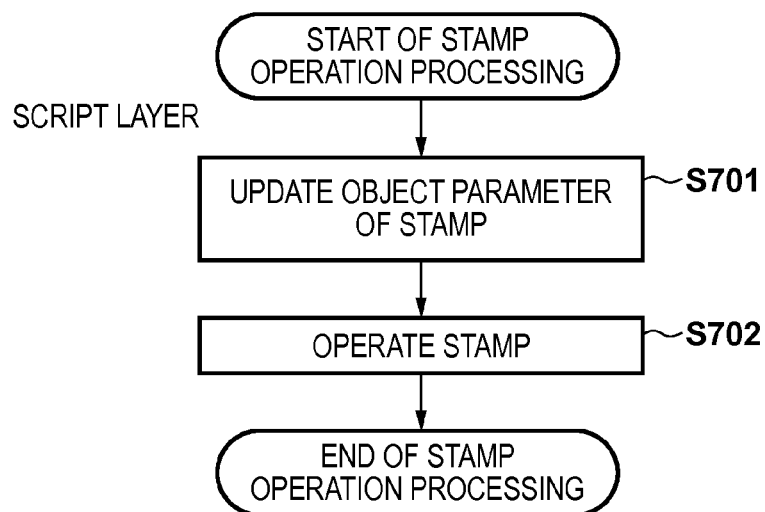 START OF STAMP
OPERATION PROCESSING
SCRIPT LAYER
UPDATE OBJECT PARAMETER
OF STAMP
S701
OPERATE STAMP
S702
END OF STAMP
OPERATION PROCESSING